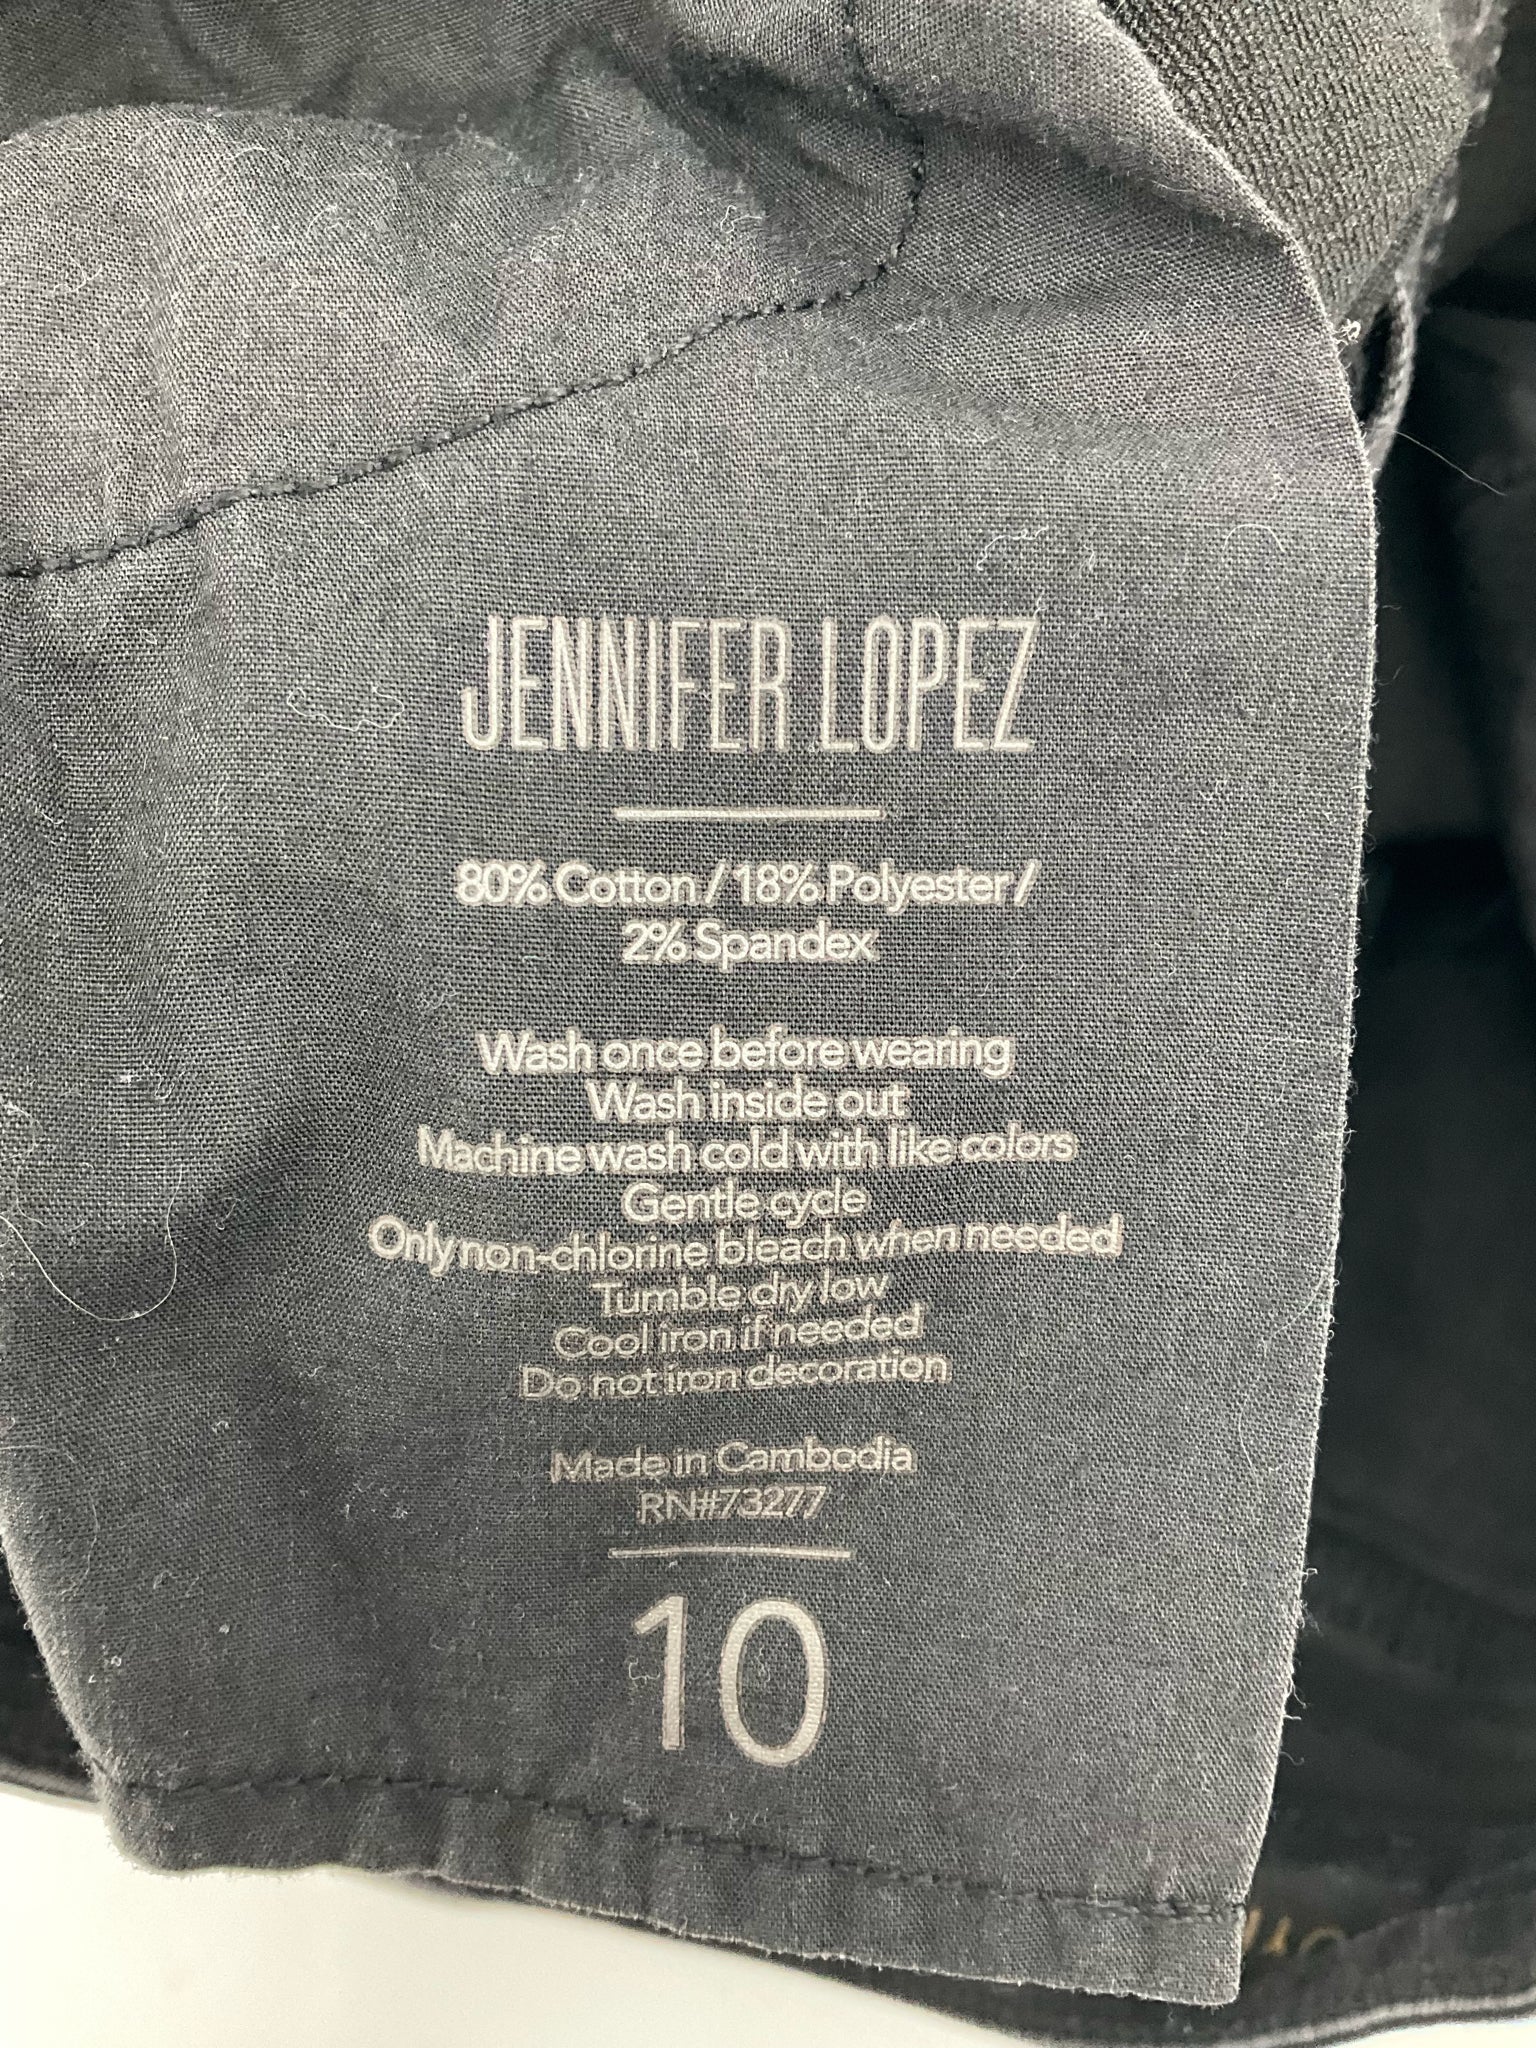 JENNIFER LOPEZ
80% Cotton / 18% Polyester /
2% Spandex
Wash once before wearing
Wash inside out
Machine wash cold with like colors
Gentle cycle
Only non-chlorine bleach when needed
Tumble dry low
Cool iron if needed
Do not iron decoration
Made in Cambodia
RN#73277
10